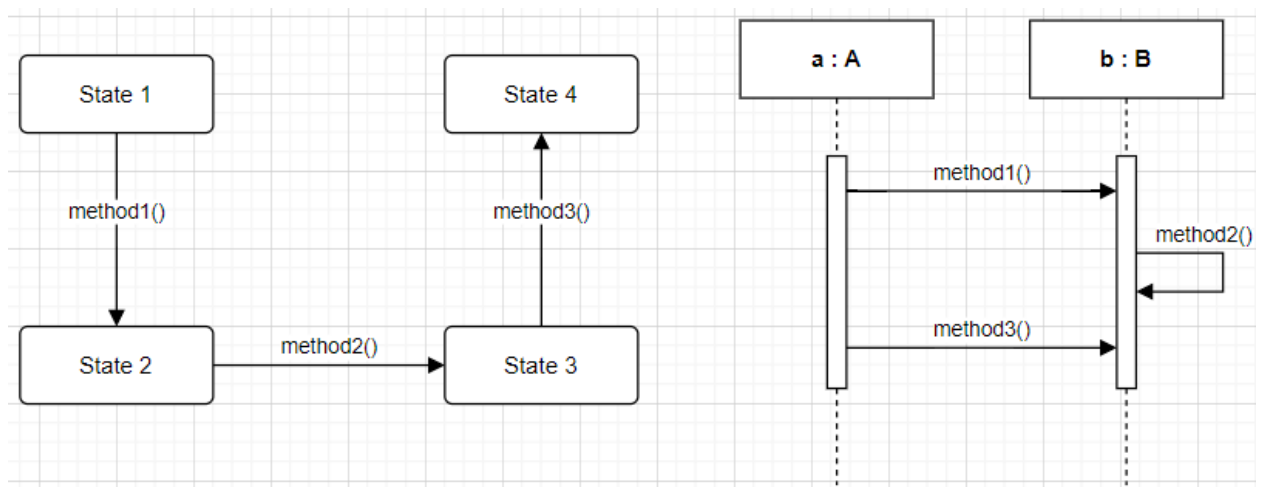 State 1
State 4
method1()
method3()
State 2
method2()
State 3
a : A
b : B
method1()
method2()
method3()